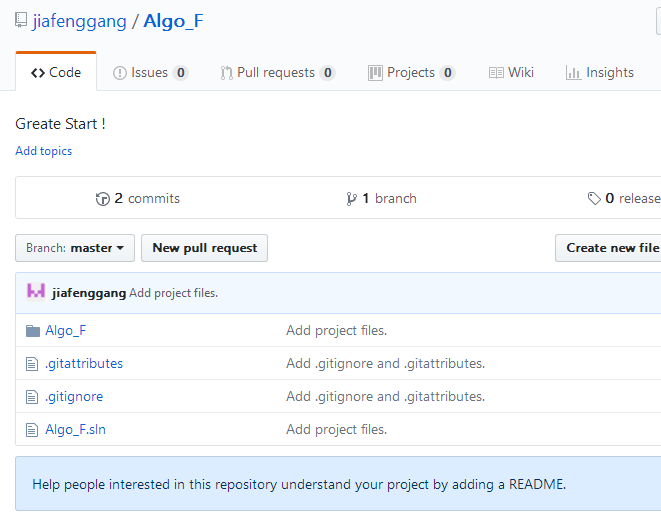 jiafenggang / Algo_F
Code Issues 0 Pull requests 0 Projects 0 Wiki Insights
Greate Start !
Add topics
2 commits 1 branch 0 release
Branch: master New pull request Create new file
jiafenggang Add project files.
Algo_F Add project files.
.gitattributes Add .gitignore and .gitattributes.
.gitignore Add .gitignore and .gitattributes.
Algo_F.sln Add project files.
Help people interested in this repository understand your project by adding a README.